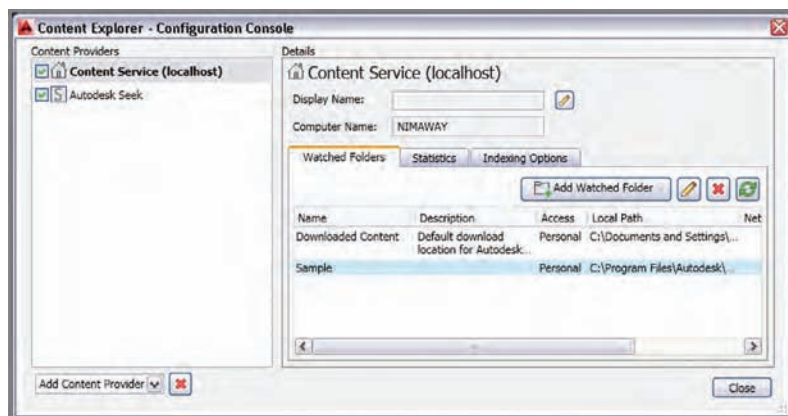 Content Explorer - Configuration Console
Content Providers
Content Service (localhost)
Autodesk Seek
Add Content Provider
Details
Content Service (localhost)
Display Name:
Computer Name: NIMAWAY
Watched Folders Statistics Indexing Options
Add Watched Folder
Name Description Access Local Path Net
Downloaded Content Default download Personal C:\Documents and Settings\...
location for Autodesk...
Sample Personal C:\Program Files\Autodesk\...
Close